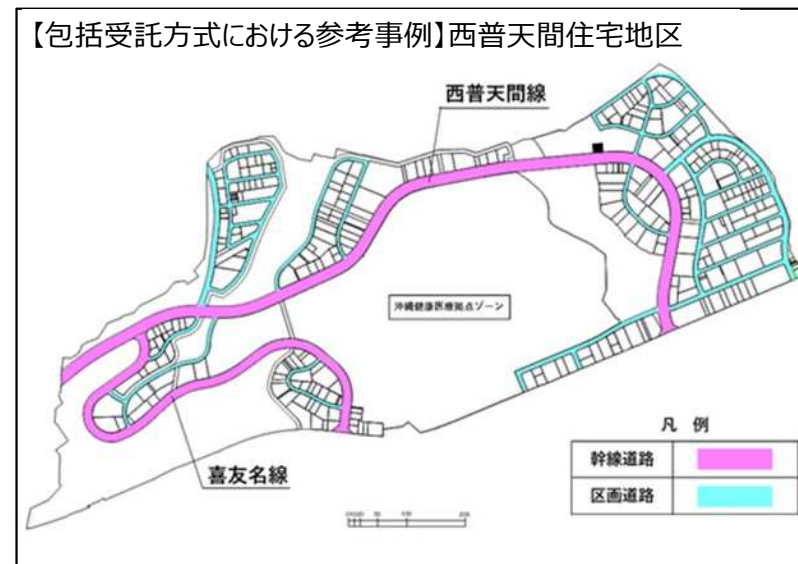 【包括受託方式における参考事例】西普天間住宅地区
西普天間線
沖縄健康医療拠点ゾーン
喜友名線
凡 例
幹線道路
区画道路